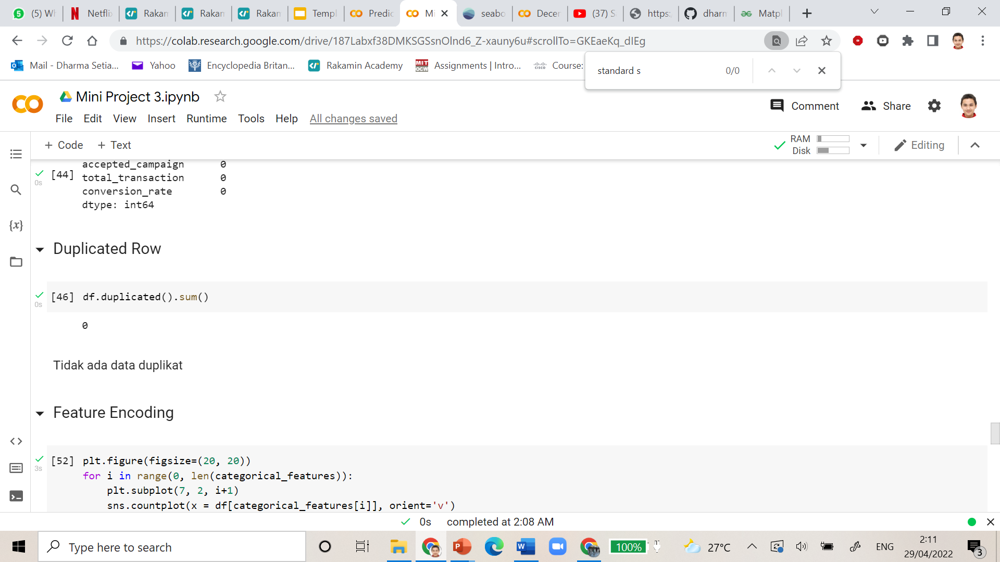 (5) Wh Netfli Rakan Rakan Rakan Templ Predic Mi seabo Decer (37) S https: dharm Matpl
https://colab.research.google.com/drive/187Labxf38DMKSGSsnOlnd6_Z-xauny6u#scrollTo=GKEaeKq_dIEg
Mail - Dharma Setia... Yahoo Encyclopedia Britan... Rakamin Academy MIT OCW Assignments | Intro... CISCO Course:
standard s 0/0
Mini Project 3.ipynb
Comment Share
File Edit View Insert Runtime Tools Help All changes saved
+ Code + Text
RAM
Disk
Editing
accepted_campaign 0
[44] total_transaction 0
0s
conversion_rate 0
dtype: int64
{x}
Duplicated Row
[46] df.duplicated().sum()
0s
0
Tidak ada data duplikat
Feature Encoding
[52] plt.figure(figsize=(20, 20))
3s
for i in range(0, len(categorical_features)):
plt.subplot(7, 2, i+1)
sns.countplot(x = df[categorical_features[i]], orient='v')
0s completed at 2:08 AM
Type here to search
100%
27°C
ENG
2:11
29/04/2022
3